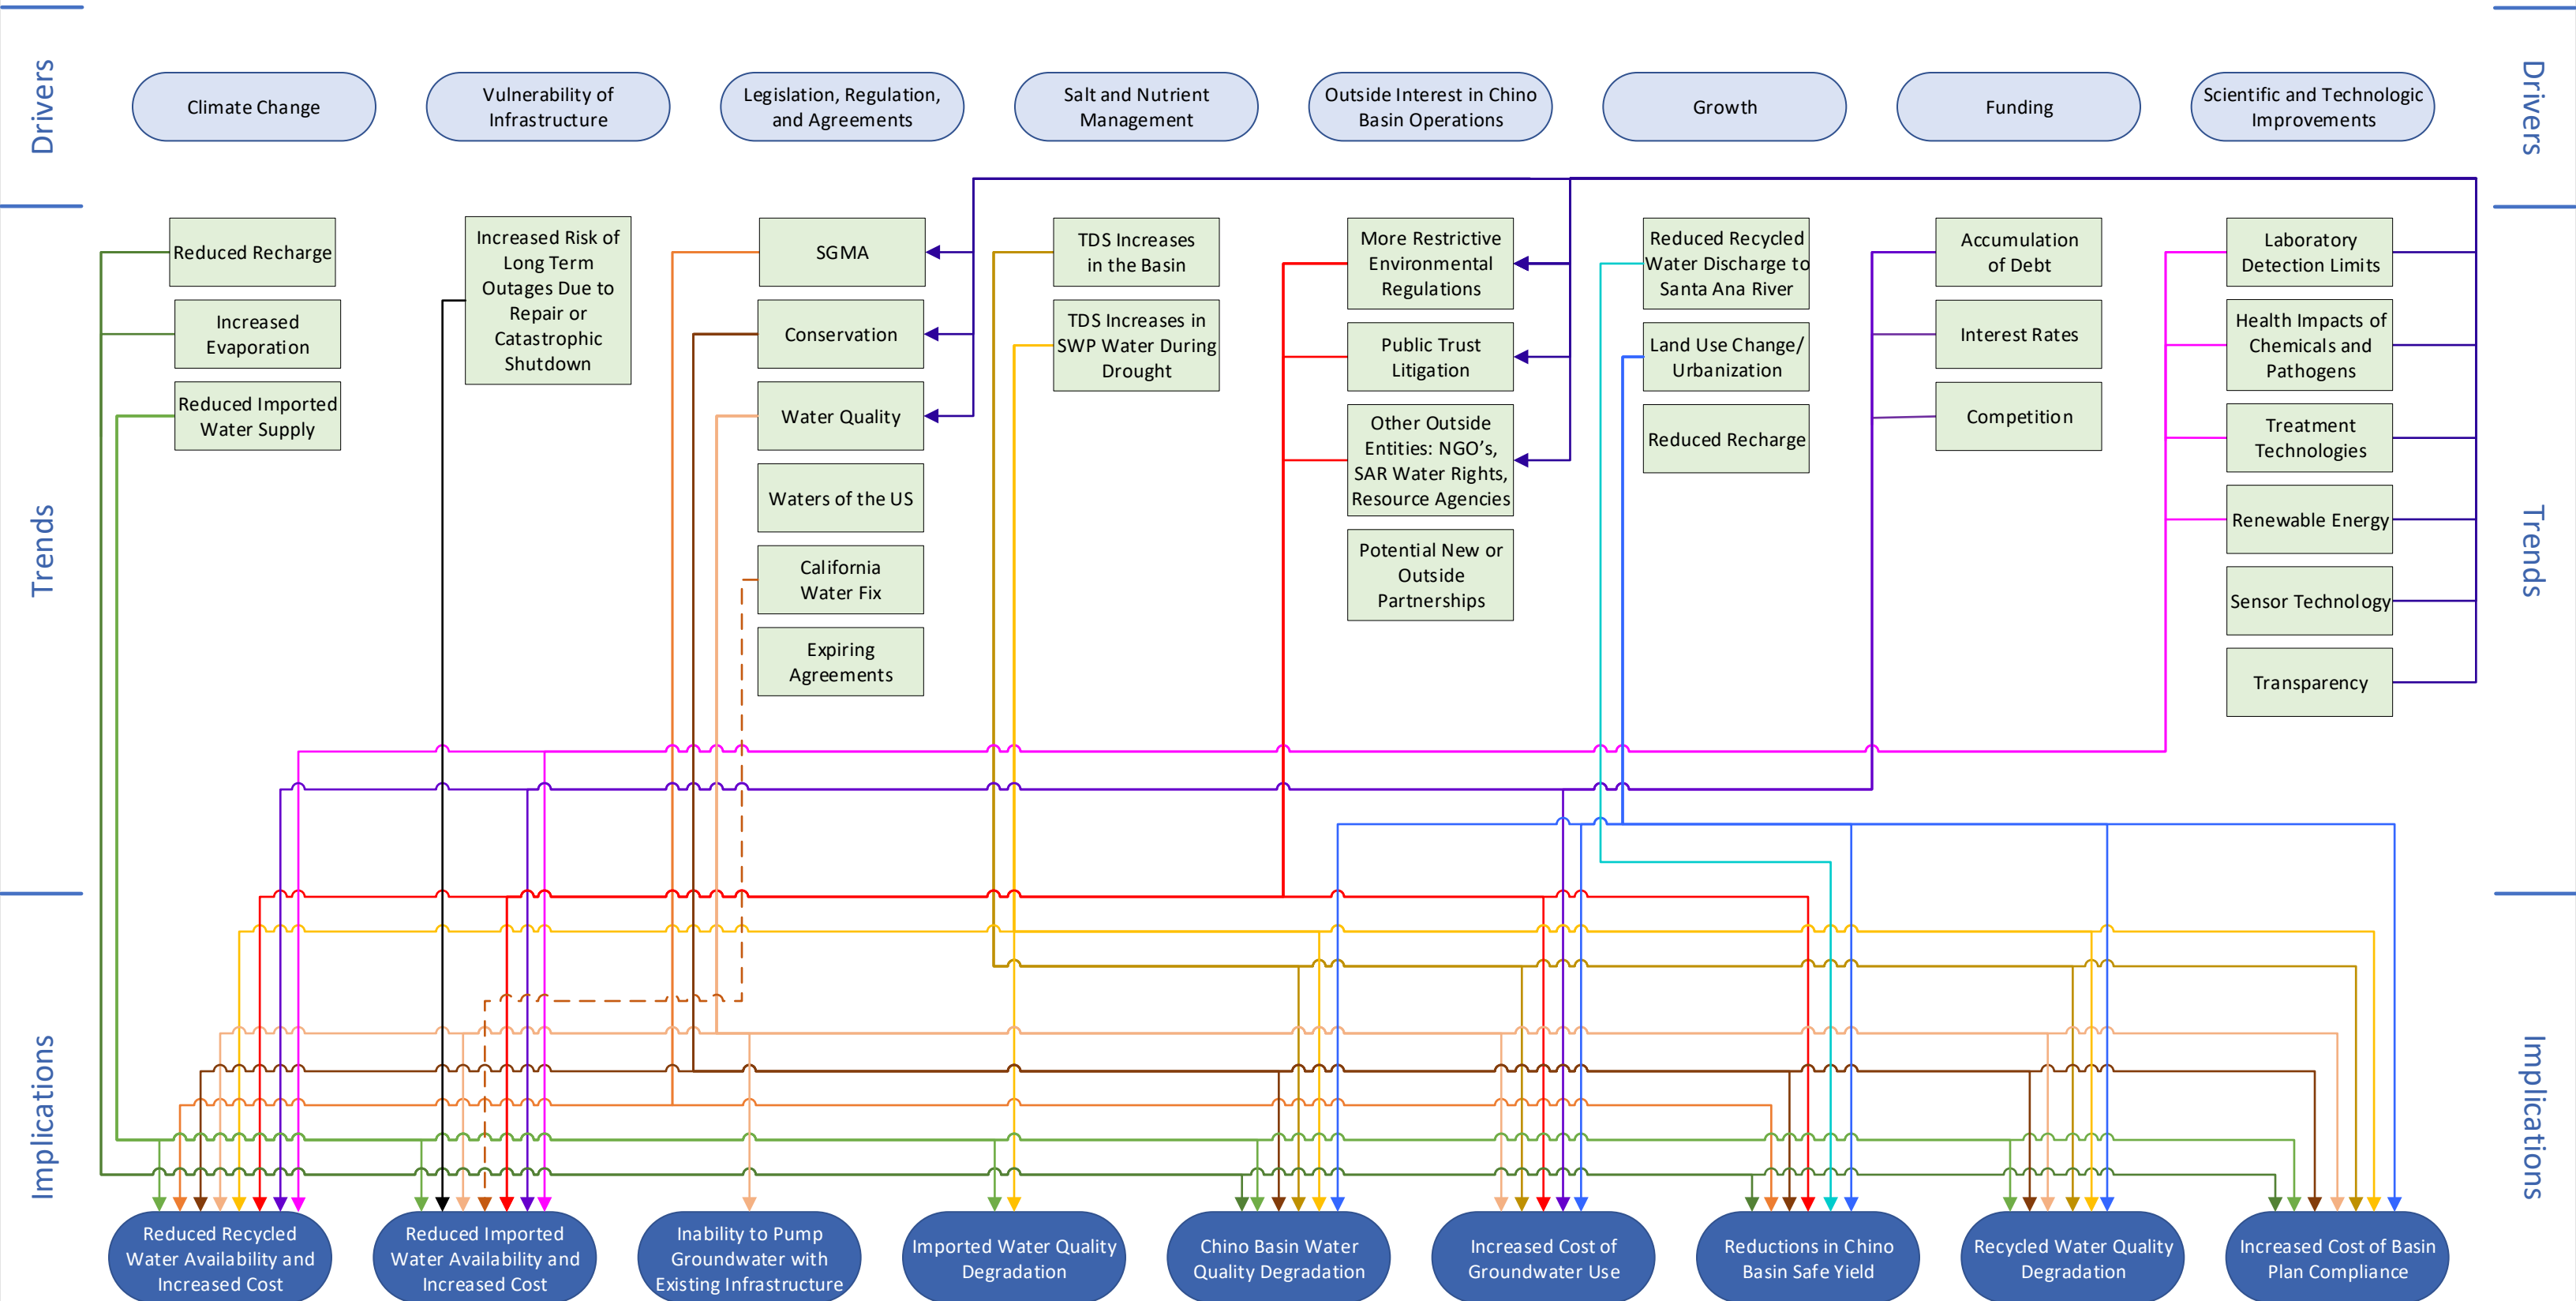 Drivers
Climate Change
Vulnerability of
Infrastructure
Legislation, Regulation,
and Agreements
Salt and Nutrient
Management
Outside Interest in Chino
Basin Operations
Growth
Funding
Scientific and Technologic
Improvements
Drivers
Trends
Reduced Recharge
Increased
Evaporation
Reduced Imported
Water Supply
Increased Risk of
Long Term
Outages Due to
Repair or
Catastrophic
Shutdown
SGMA
Conservation
Water Quality
Waters of the US
California
Water Fix
Expiring
Agreements
TDS Increases
in the Basin
TDS Increases in
SWP Water During
Drought
More Restrictive
Environmental
Regulations
Public Trust
Litigation
Other Outside
Entities: NGO's,
SAR Water Rights,
Resource Agencies
Potential New or
Outside
Partnerships
Reduced Recycled
Water Discharge to
Santa Ana River
Land Use Change/
Urbanization
Reduced Recharge
Accumulation
of Debt
Interest Rates
Competition
Laboratory
Detection Limits
Health Impacts of
Chemicals and
Pathogens
Treatment
Technologies
Renewable Energy
Sensor Technology
Transparency
Trends
Implications
Reduced Recycled
Water Availability and
Increased Cost
Reduced Imported
Water Availability and
Increased Cost
Inability to Pump
Groundwater with
Existing Infrastructure
Imported Water Quality
Degradation
Chino Basin Water
Quality Degradation
Increased Cost of
Groundwater Use
Reductions in Chino
Basin Safe Yield
Recycled Water Quality
Degradation
Increased Cost of Basin
Plan Compliance
Implications